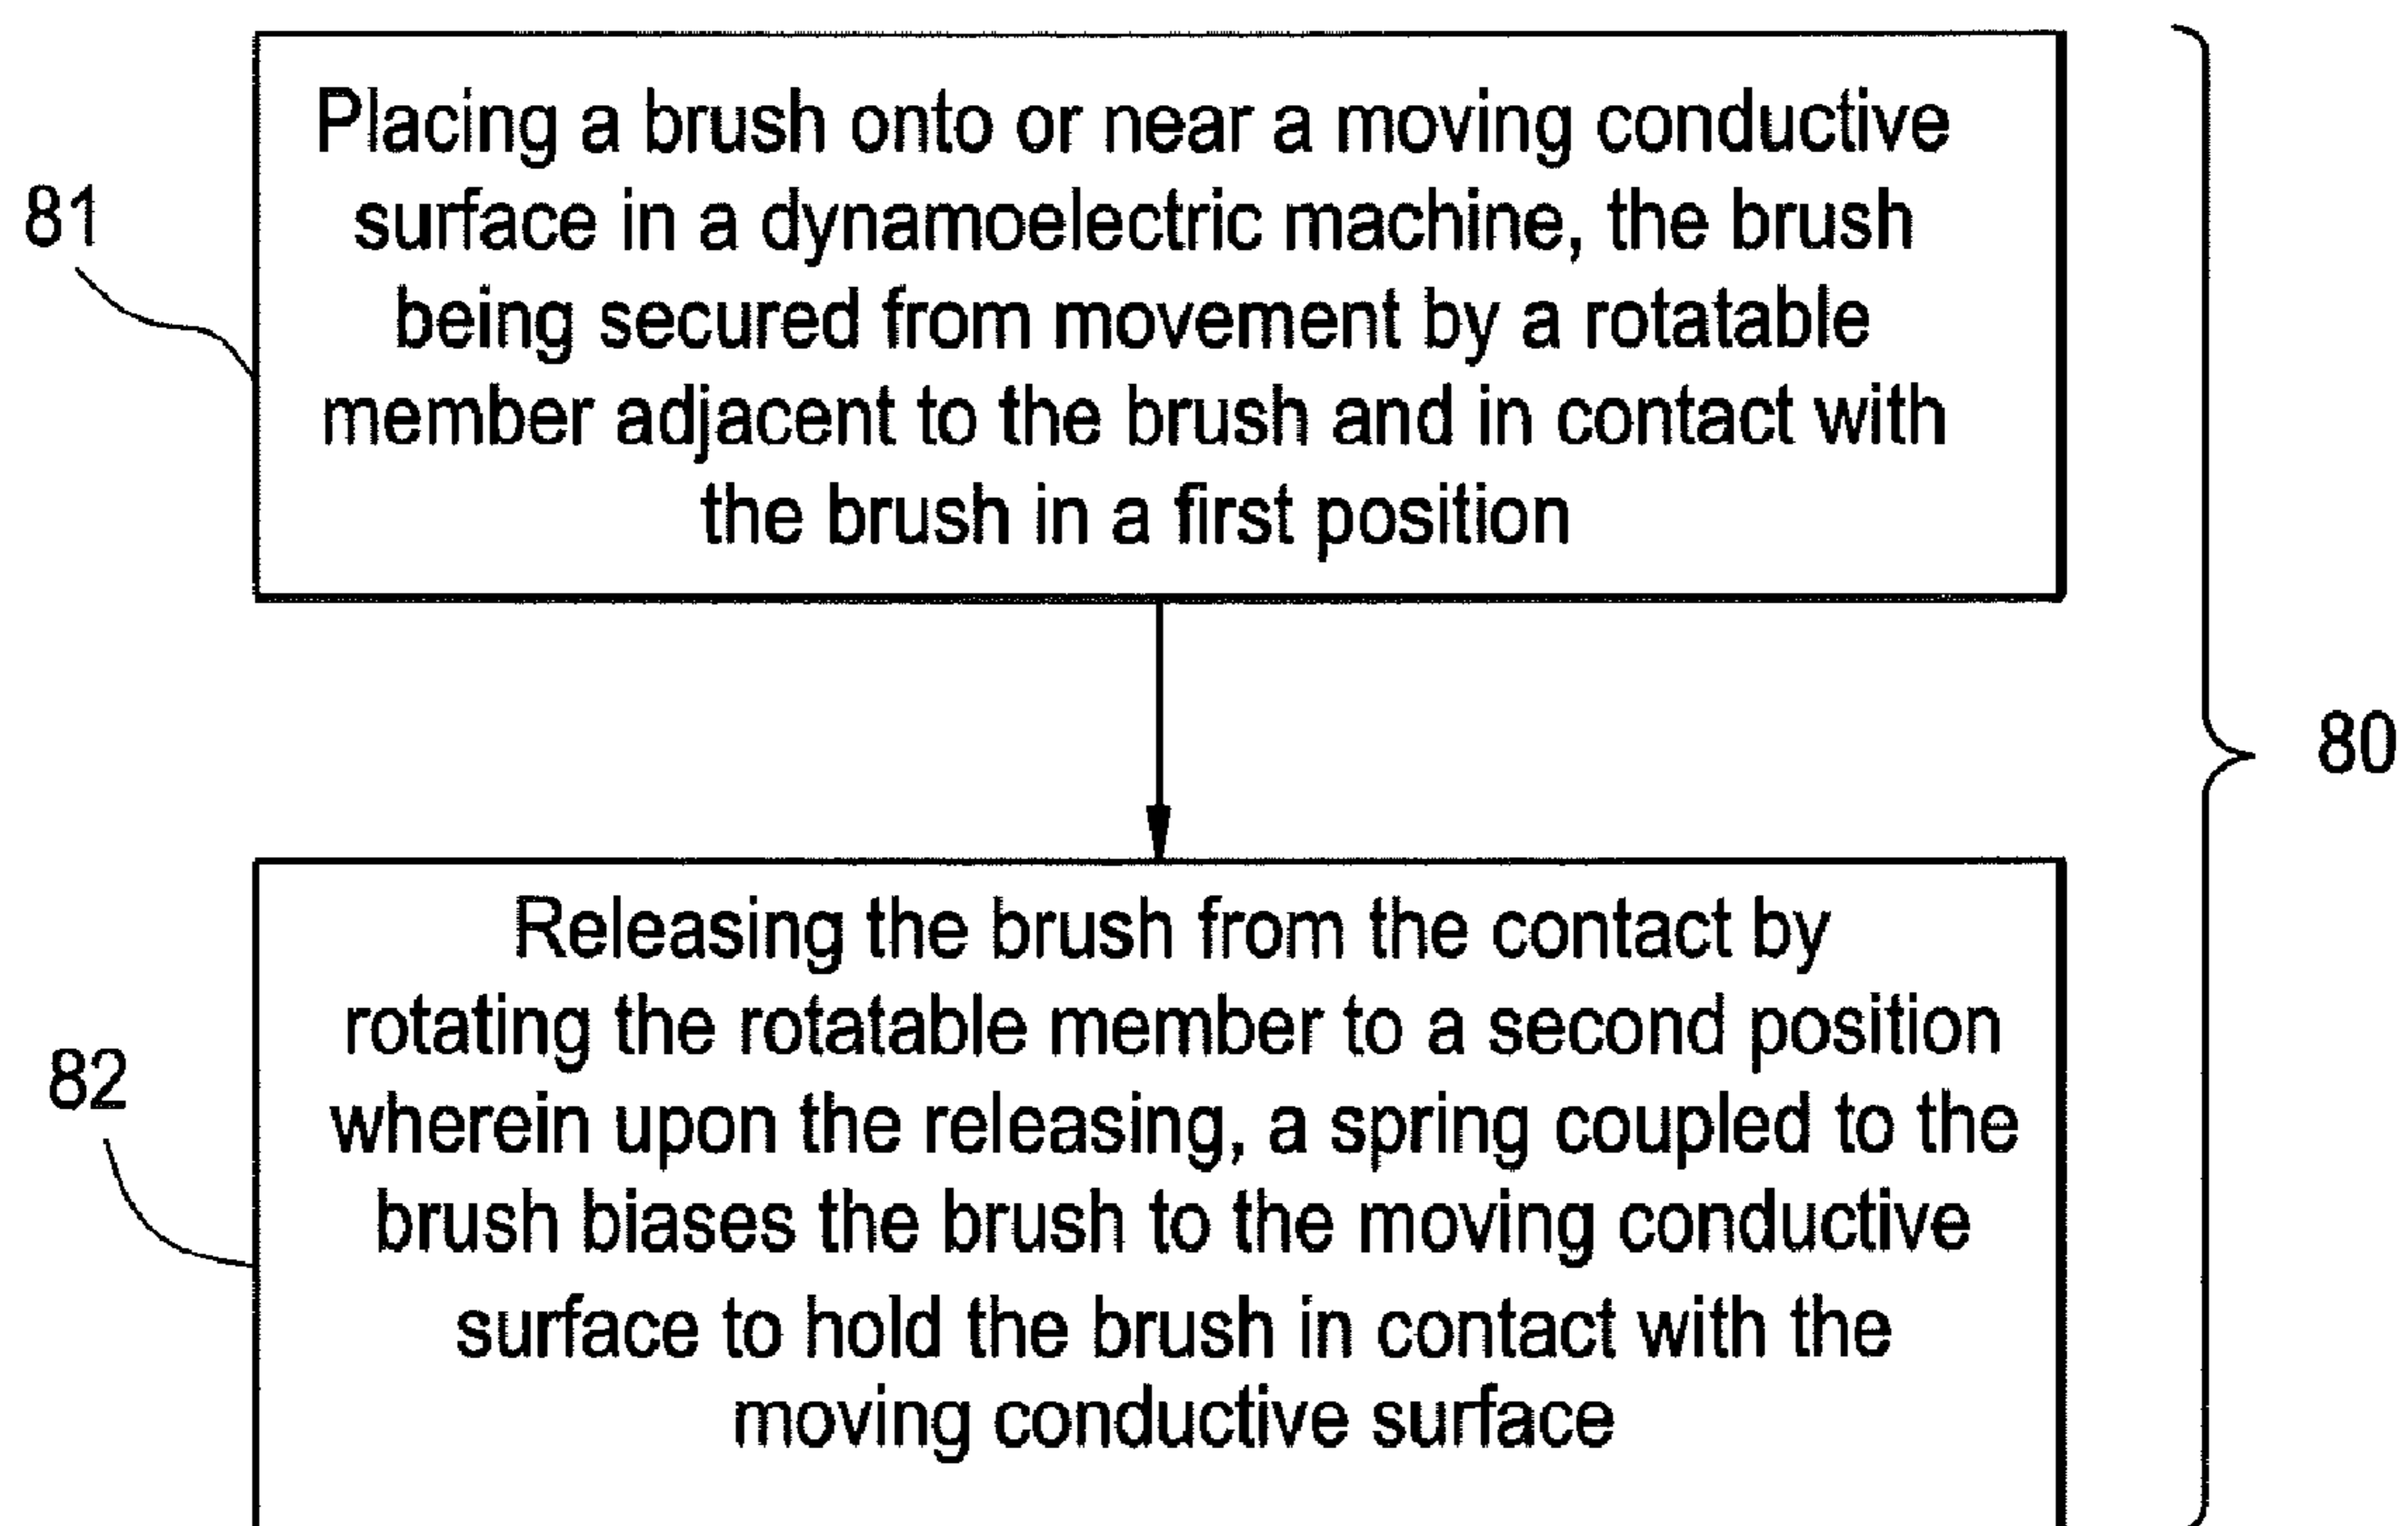 Placing a brush onto or near a moving conductive
surface in a dynamoelectric machine, the brush
being secured from movement by a rotatable
member adjacent to the brush and in contact with
the brush in a first position
81
80
Releasing the brush from the contact by
rotating the rotatable member to a second position
wherein upon the releasing, a spring coupled to the
brush biases the brush to the moving conductive
surface to hold the brush in contact with the
moving conductive surface
82